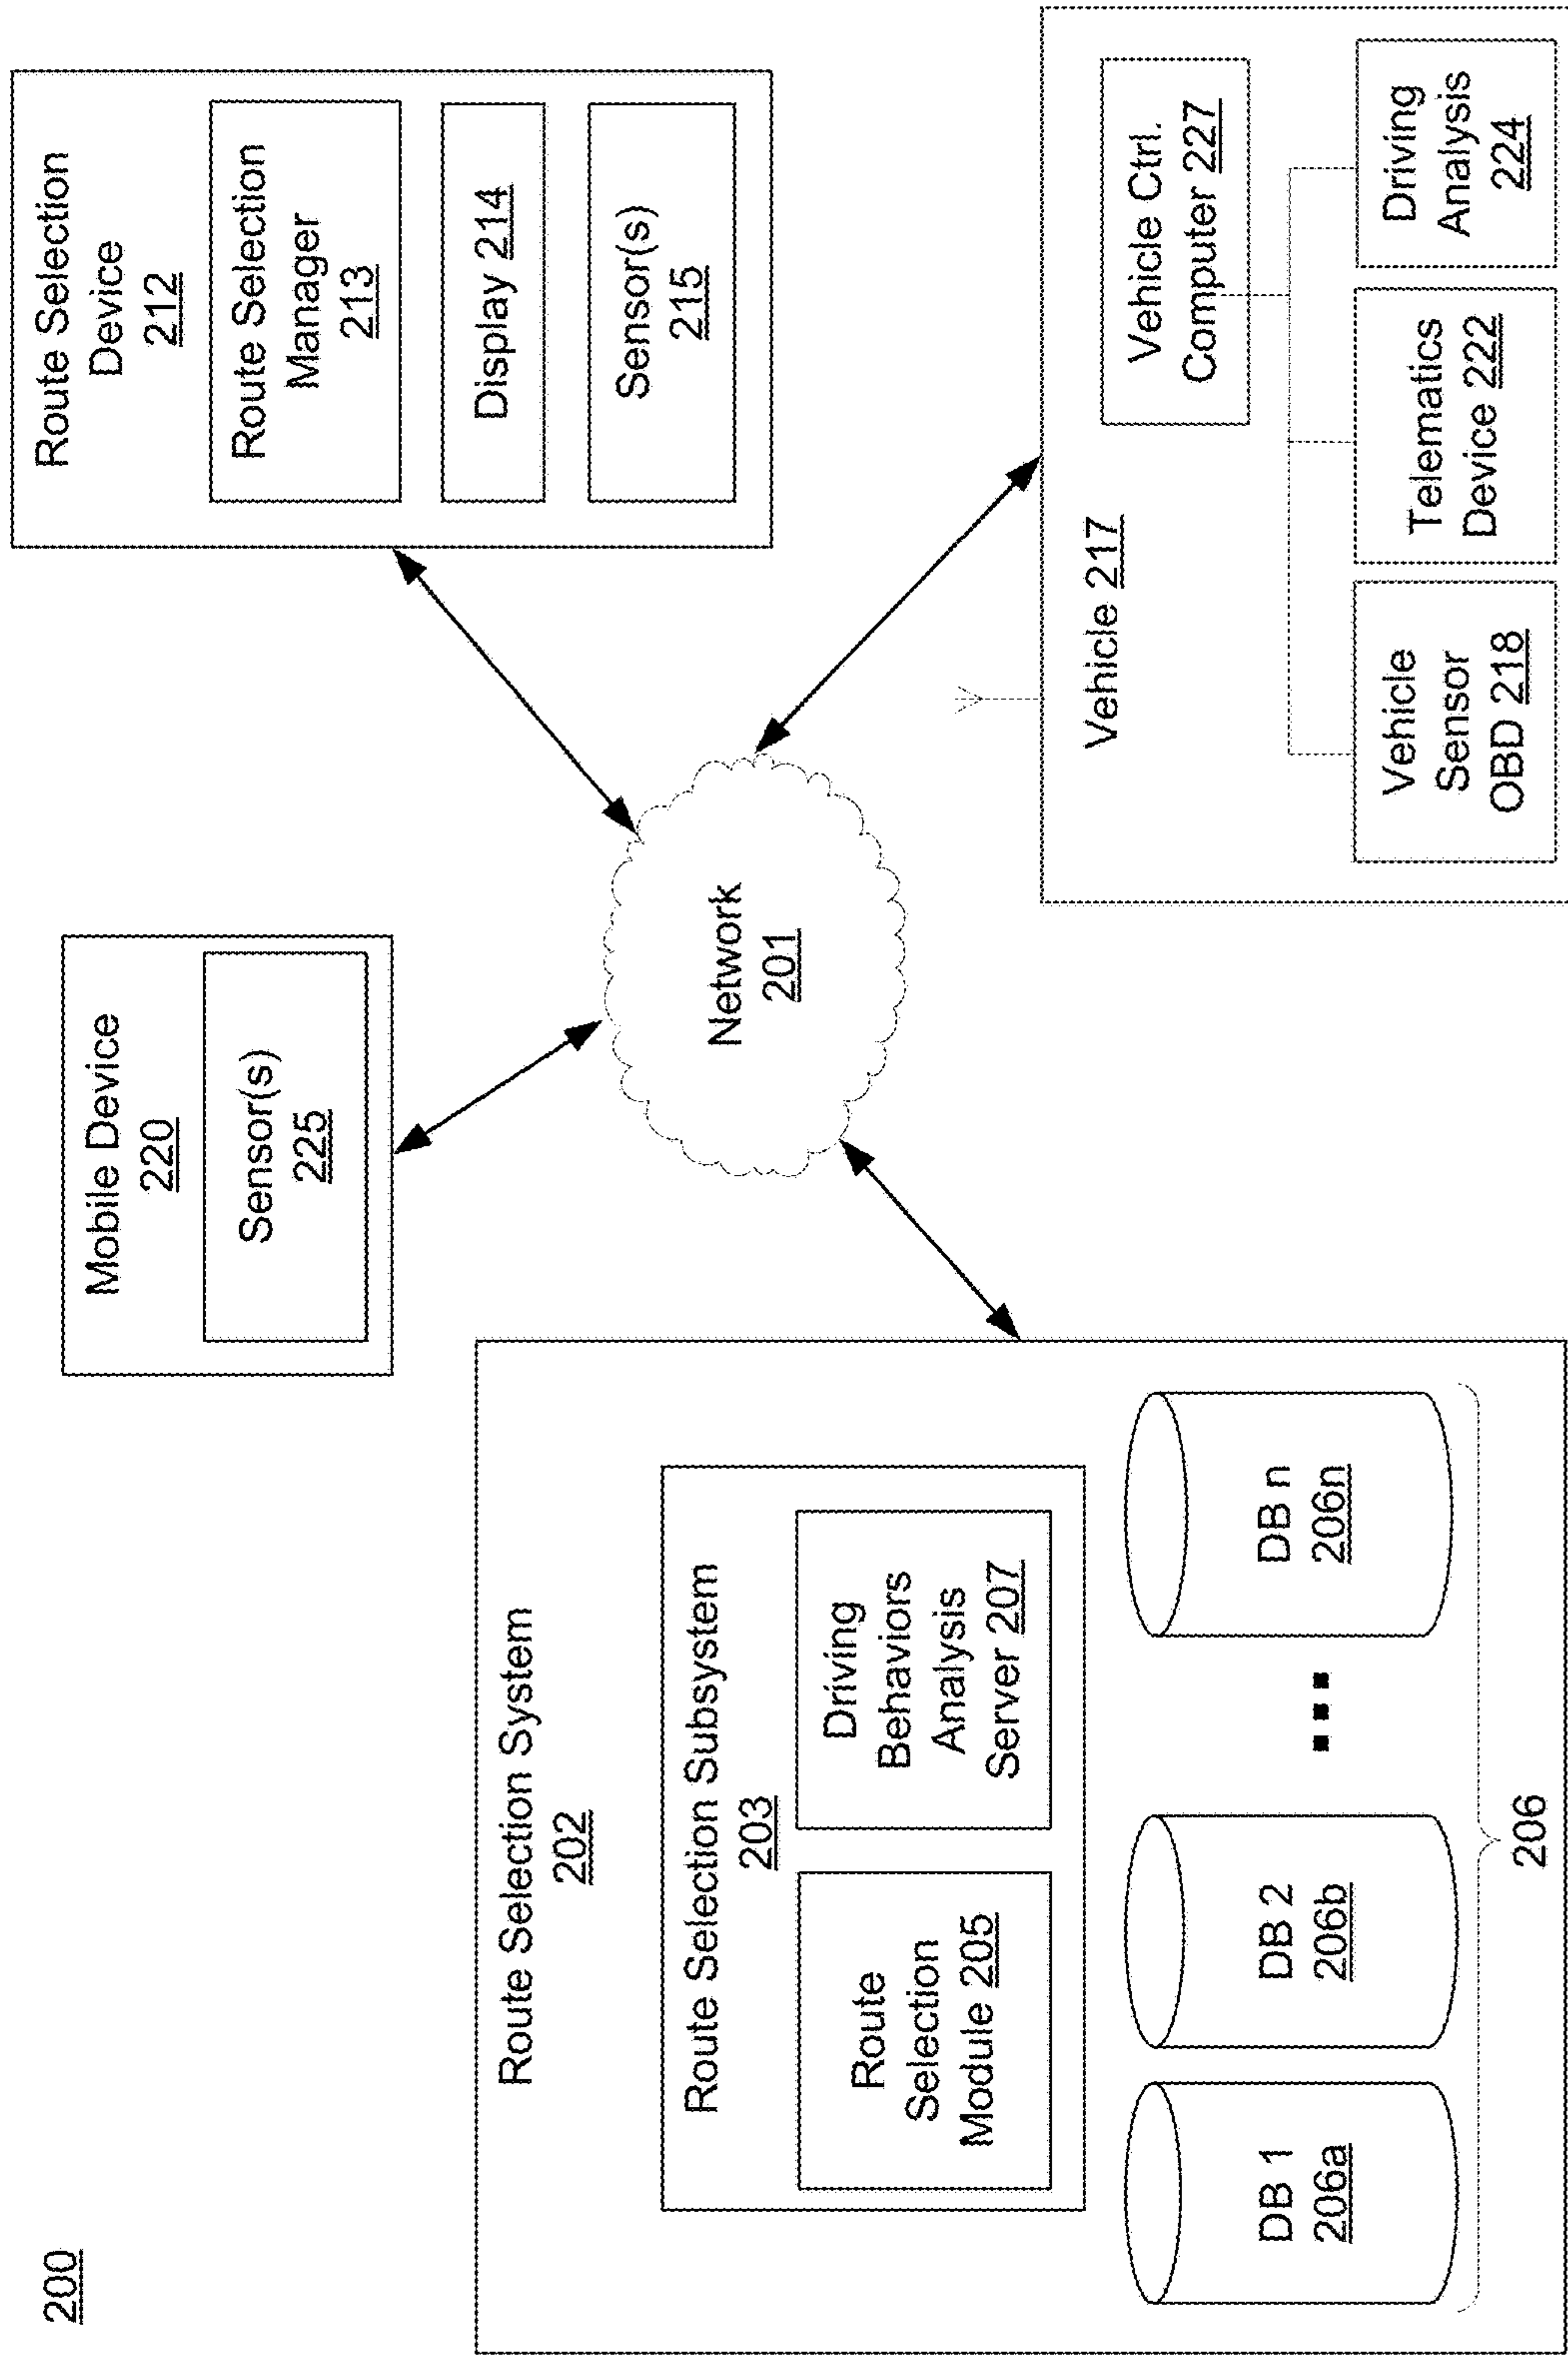 200
Route Selection System
202
Route Selection Subsystem
203
Route
Selection
Module 205
Driving
Behaviors
Analysis
Server 207
DB 1
206a
DB 2
206b
DB n
206n
206
Mobile Device
220
Sensor(s)
225
Network
201
Route Selection
Device
212
Route Selection
Manager
213
Display 214
Sensor(s)
215
Vehicle 217
Vehicle Ctrl.
Computer 227
Vehicle
Sensor
OBD 218
Telematics
Device 222
Driving
Analysis
224